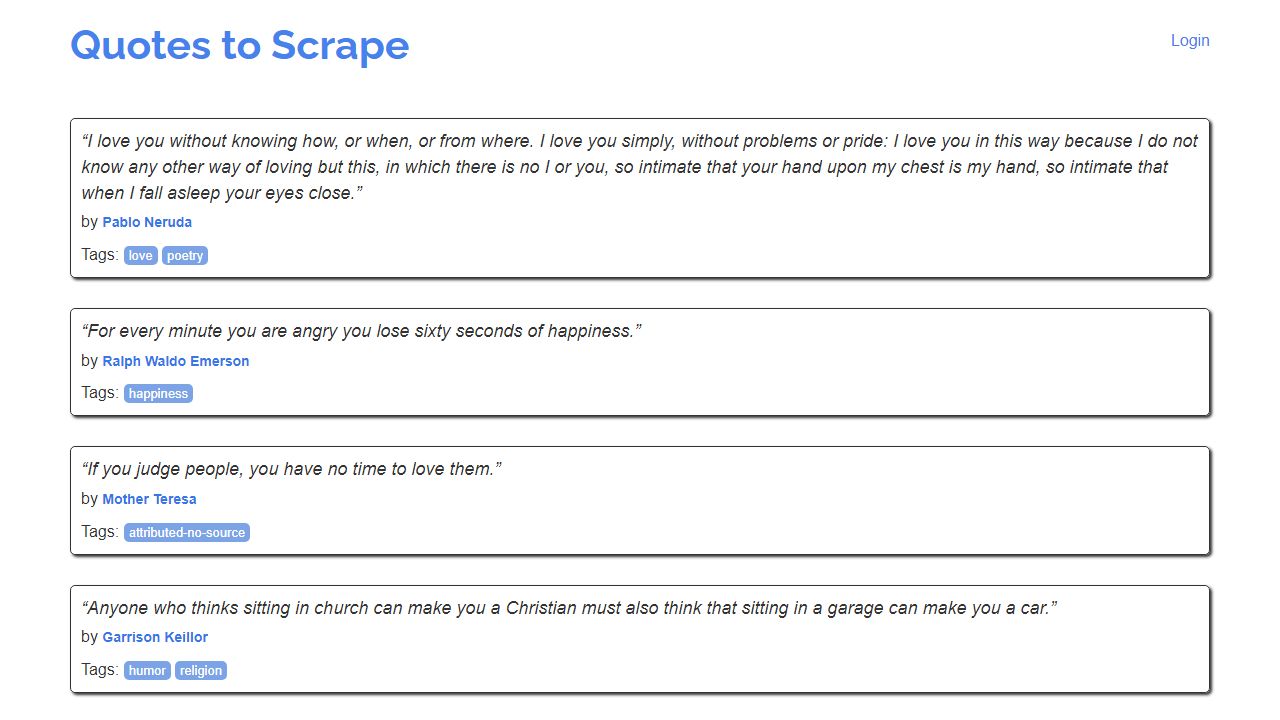 Quotes to Scrape
Login
“I love you without knowing how, or when, or from where. I love you simply, without problems or pride: I love you in this way because I do not
know any other way of loving but this, in which there is no I or you, so intimate that your hand upon my chest is my hand, so intimate that
when I fall asleep your eyes close.”
by Pablo Neruda
Tags: love poetry
“For every minute you are angry you lose sixty seconds of happiness.”
by Ralph Waldo Emerson
Tags: happiness
“If you judge people, you have no time to love them.”
by Mother Teresa
Tags: attributed-no-source
“Anyone who thinks sitting in church can make you a Christian must also think that sitting in a garage can make you a car.”
by Garrison Keillor
Tags: humor religion